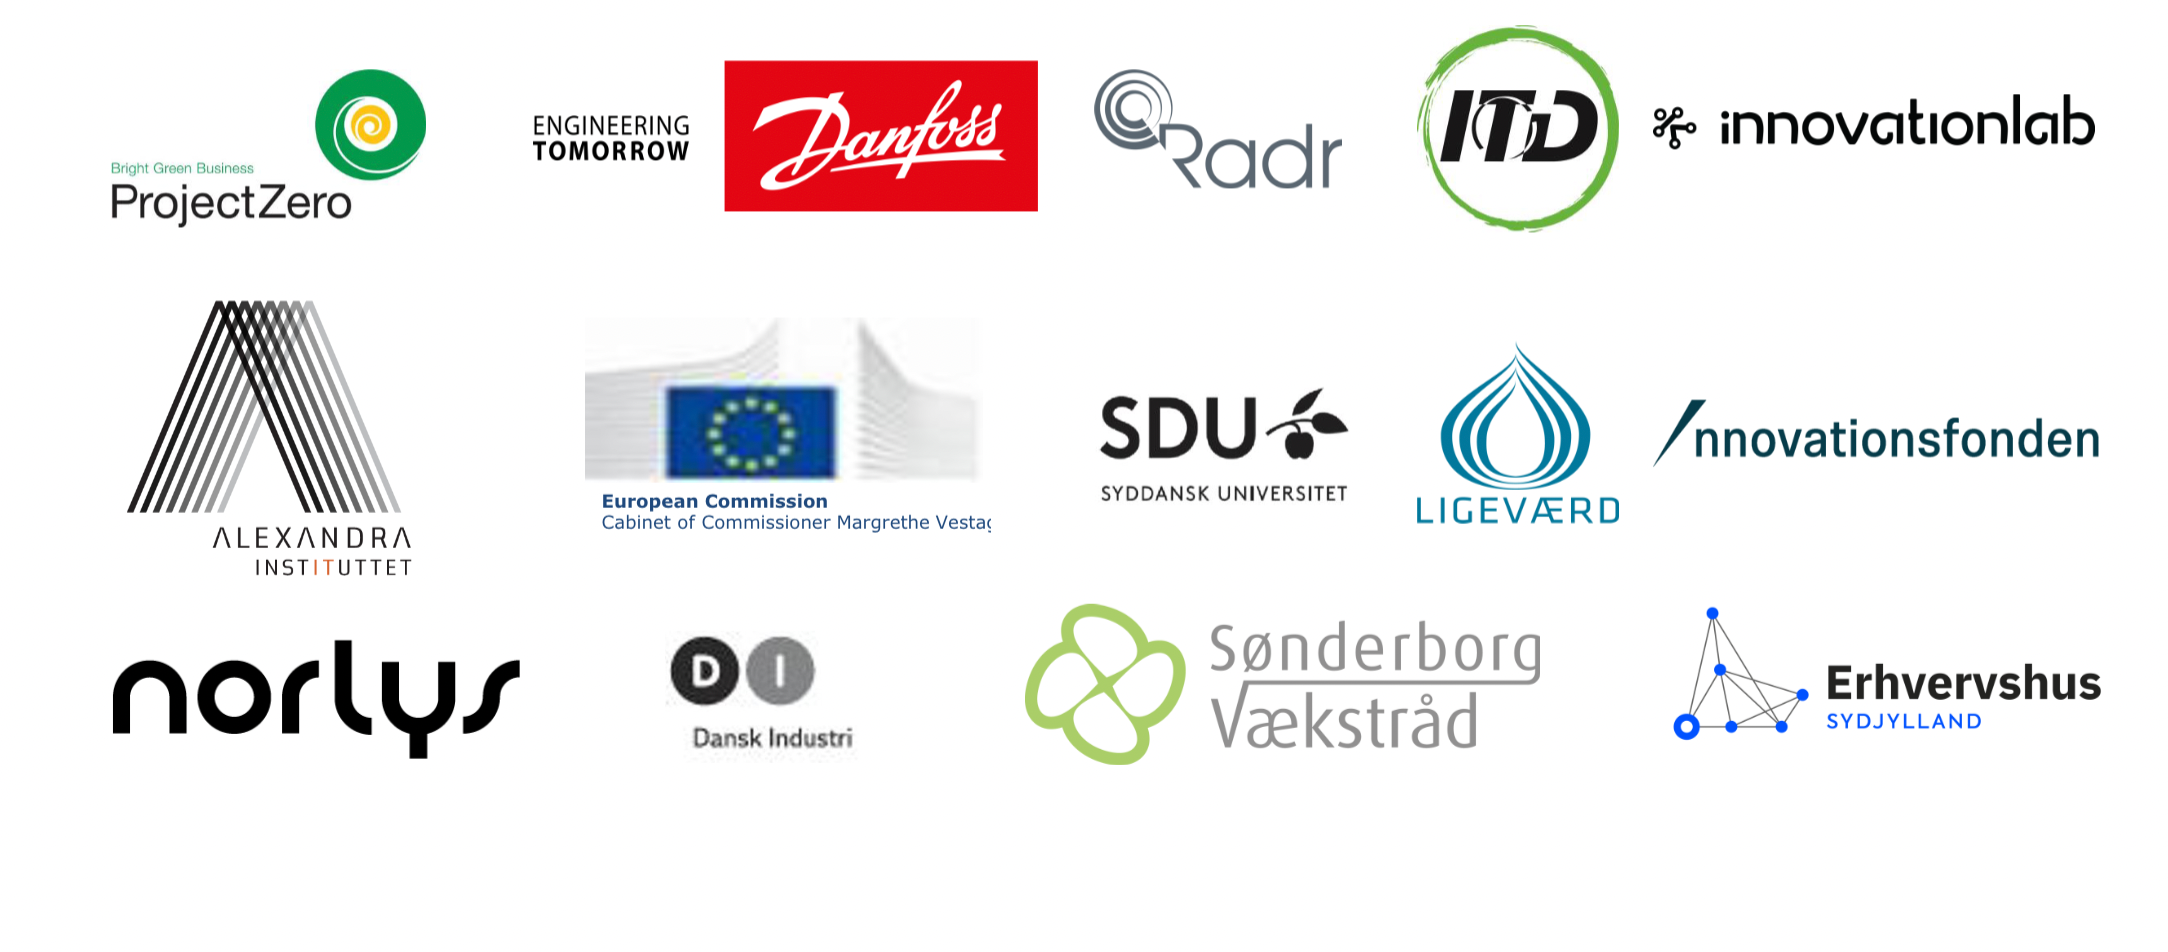 Bright Green Business
ProjectZero
ENGINEERING
TOMORROW
Danfoss
Radr
ITD
innovationlab
ALEXANDRA
INSTITUTTET
European Commission
Cabinet of Commissioner Margrethe Vestag
SDU
SYDDANSK UNIVERSITET
LIGEVÆRD
Innovationsfonden
norlys
DI
Dansk Industri
Sønderborg
Vækstråd
Erhvervshus
SYDJYLLAND